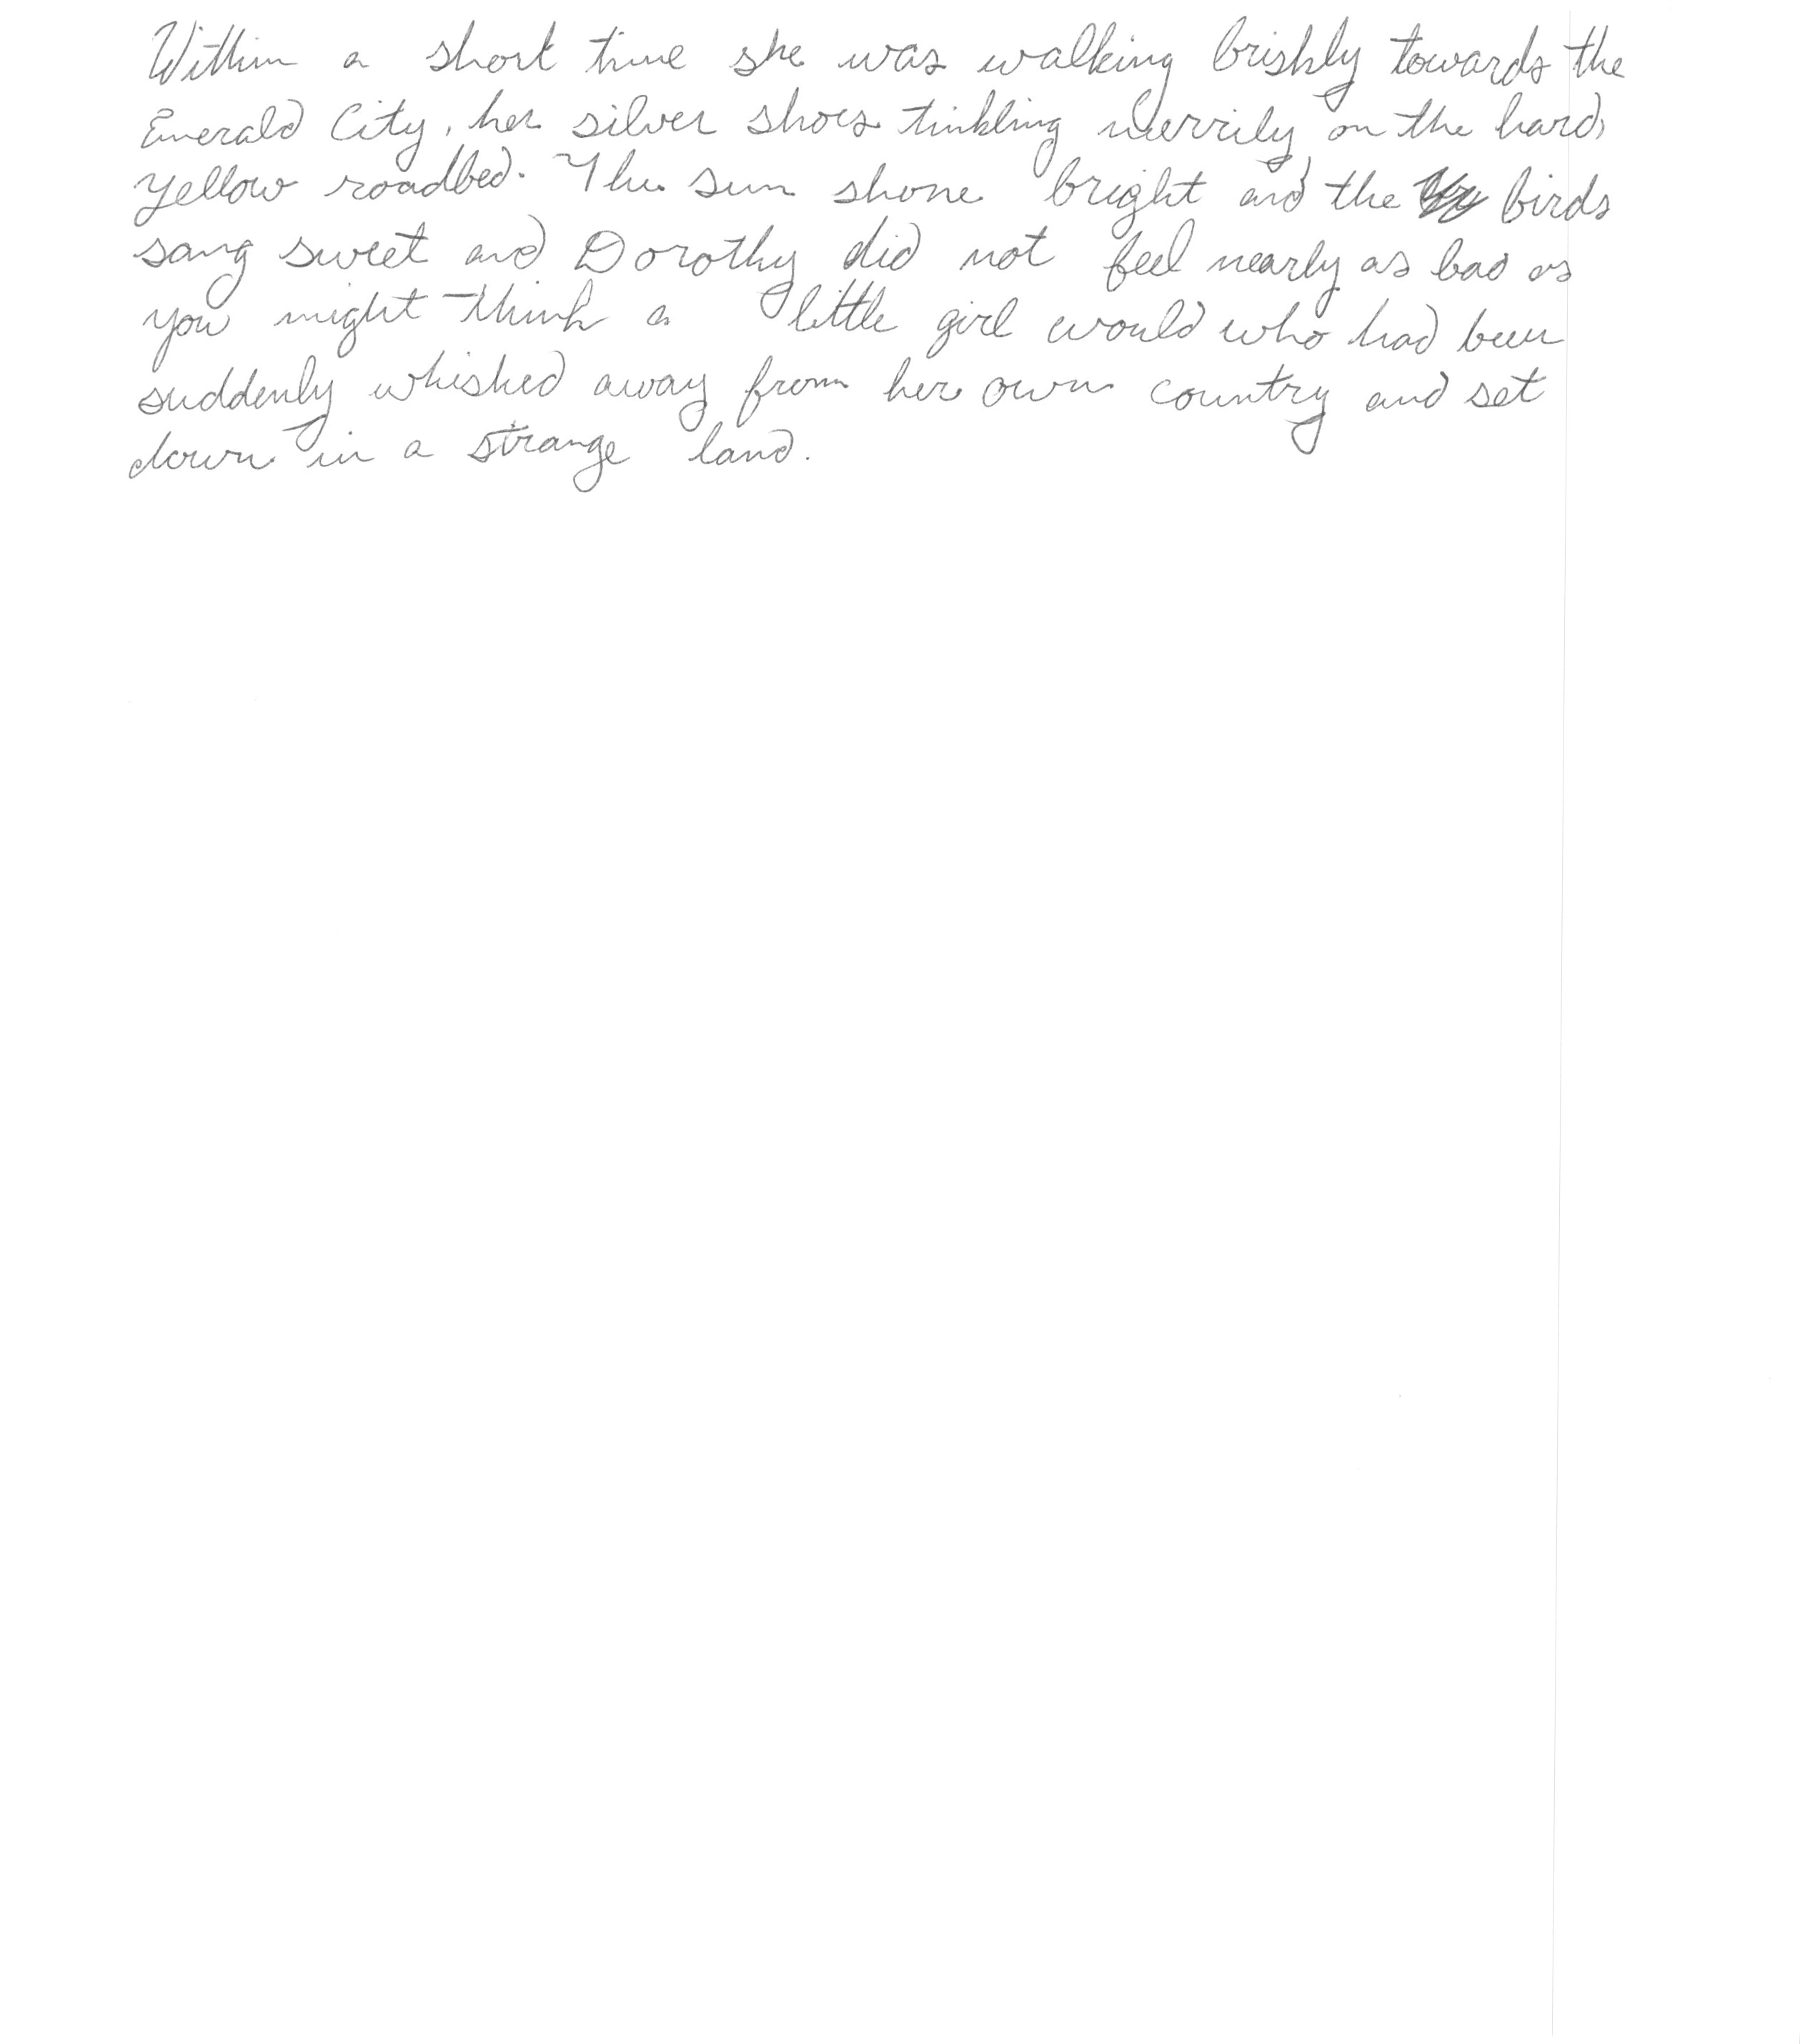 Within a short time she was walking briskly towards the
Emerald City, her silver shoes tinkling merrily on the hard,
yellow roadbed. The sun shone bright and the birds
sang sweet and Dorothy did not feel nearly as bad as
you might think a little girl would who had been
suddenly whisked away from her own country and set
down in a strange land.